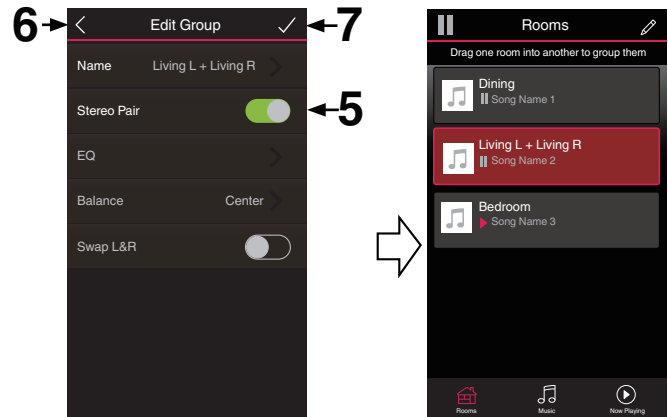 6
Edit Group
7
Name Living L + Living R
Stereo Pair
5
EQ
Balance Center
Swap L&R
Rooms
Drag one room into another to group them
Dining
Song Name 1
Living L + Living R
Song Name 2
Bedroom
Song Name 3
Rooms Music Now Playing